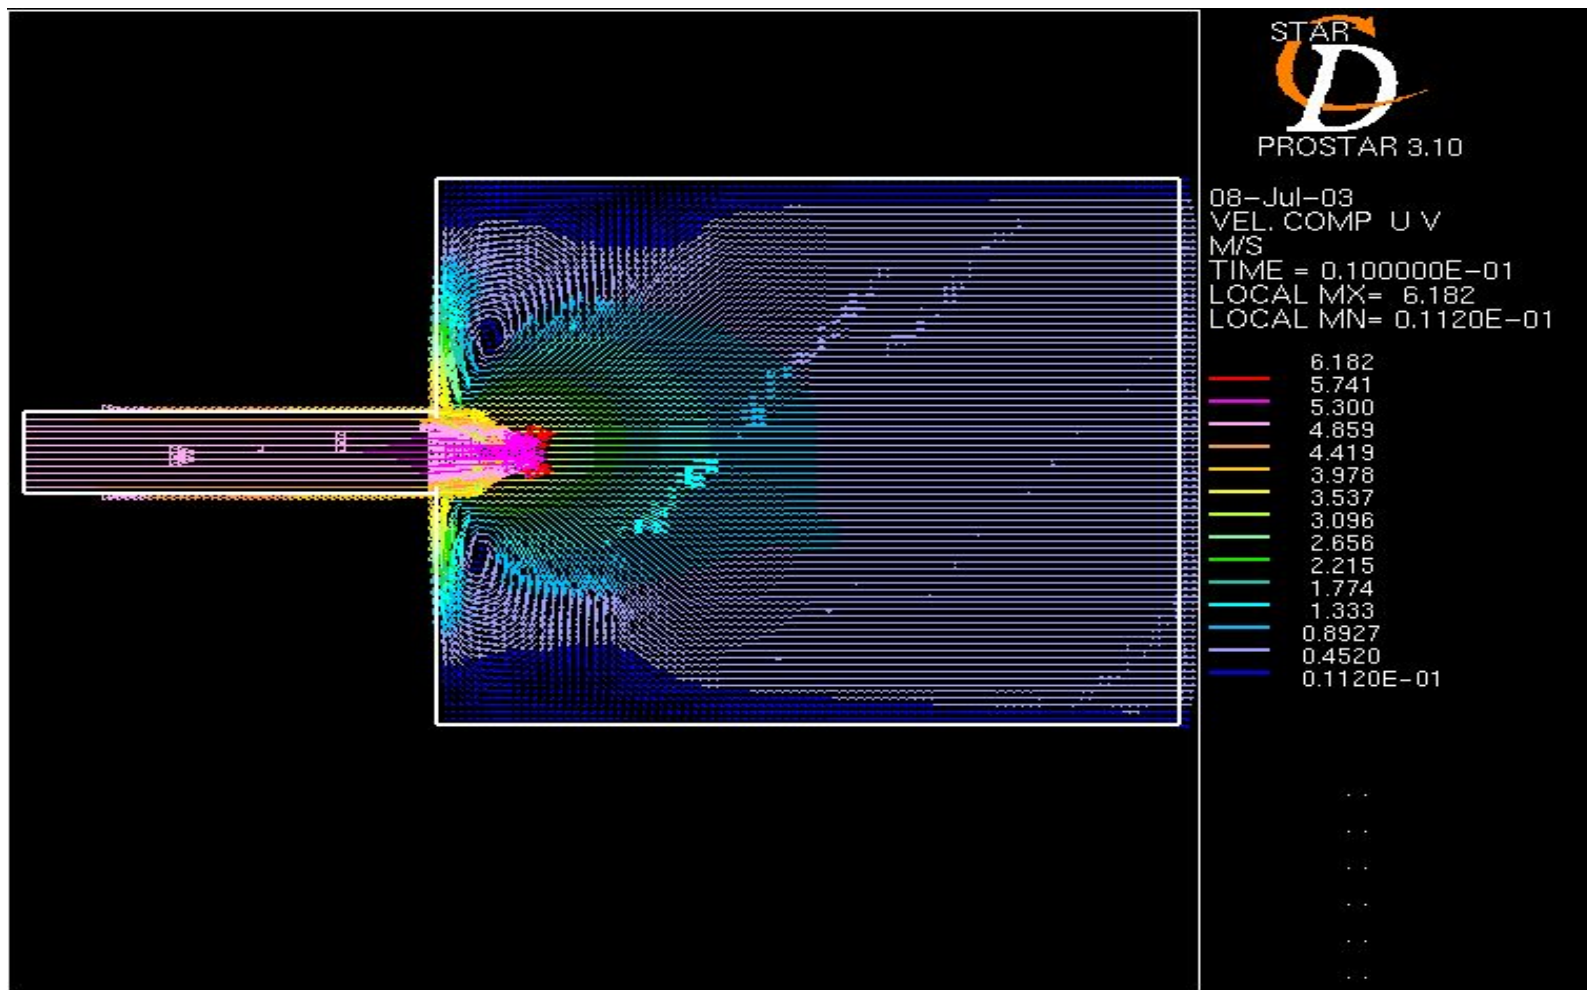 STAR
CD
PROSTAR 3.10
08-Jul-03
VEL. COMP U V
M/S
TIME = 0.100000E-01
LOCAL MX= 6.182
LOCAL MN= 0.1120E-01
6.182
5.741
5.300
4.859
4.419
3.978
3.537
3.096
2.656
2.215
1.774
1.333
0.8927
0.4520
0.1120E-01